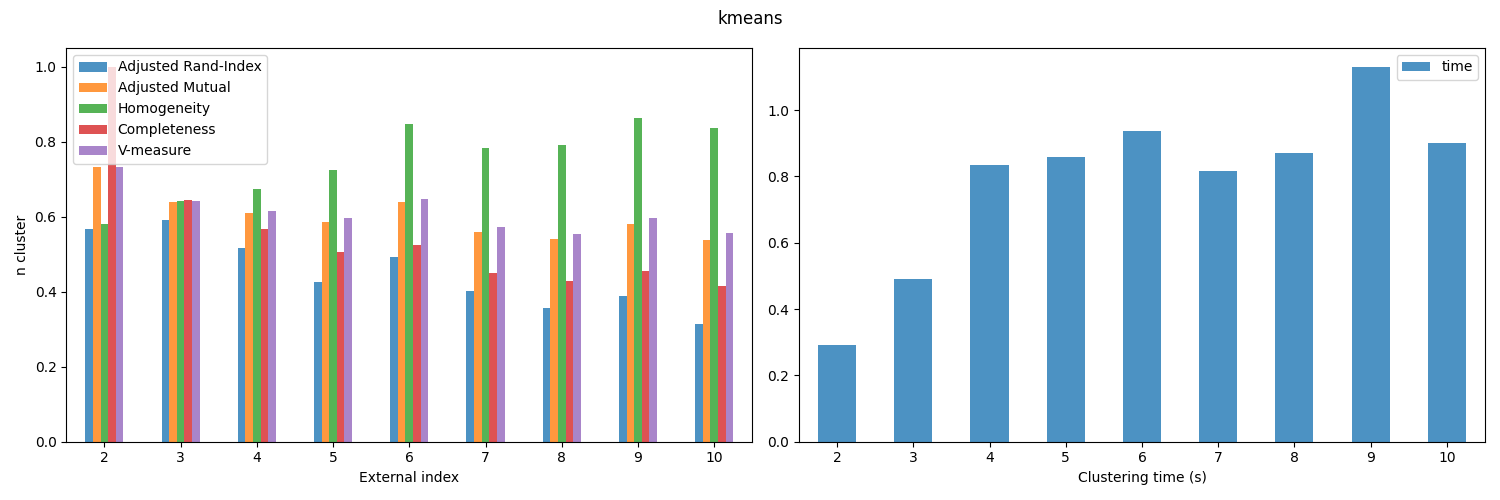 kmeans
Adjusted Rand-Index
Adjusted Mutual
Homogeneity
Completeness
V-measure
n cluster
1.0
0.8
0.6
0.4
0.2
0.0
2 3 4 5 6 7 8 9 10
External index
time
1.0
0.8
0.6
0.4
0.2
0.0
2 3 4 5 6 7 8 9 10
Clustering time (s)